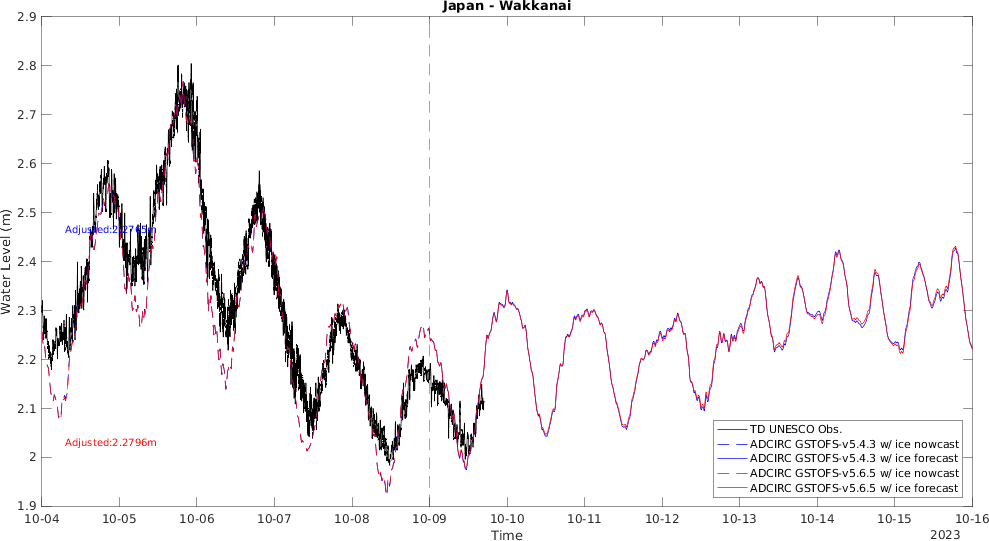 Japan - Wakkanai
2.9
2.8
2.7
2.6
2.5
2.4
2.3
2.2
2.1
2
1.9
Water Level (m)
Adjusted:2.2765m
Adjusted:2.2796m
TD UNESCO Obs.
ADCIRC GSTOFS-v5.4.3 w/ ice nowcast
ADCIRC GSTOFS-v5.4.3 w/ ice forecast
ADCIRC GSTOFS-v5.6.5 w/ ice nowcast
ADCIRC GSTOFS-v5.6.5 w/ ice forecast
10-04 10-05 10-06 10-07 10-08 10-09 10-10 10-11 10-12 10-13 10-14 10-15 10-16
Time
2023